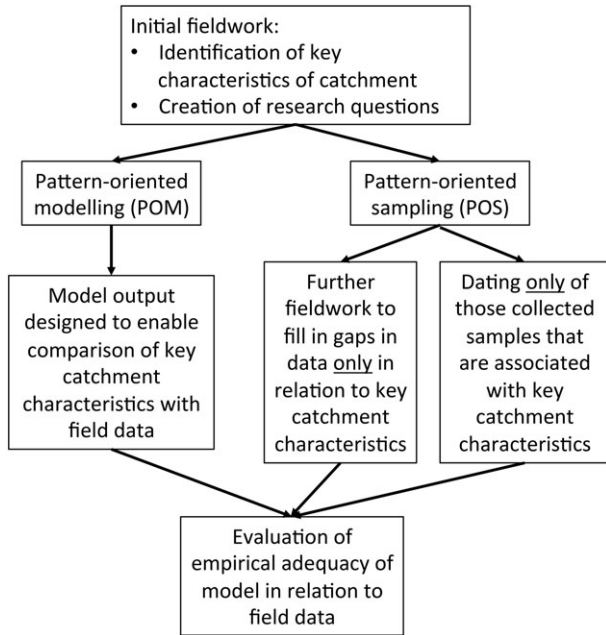 Initial fieldwork:
• Identification of key
characteristics of catchment
• Creation of research questions
Pattern-oriented
modelling (POM)
Pattern-oriented
sampling (POS)
Model output
designed to enable
comparison of key
catchment
characteristics with
field data
Further
fieldwork to
fill in gaps in
data only in
relation to key
catchment
characteristics
Dating only of
those collected
samples that
are associated
with key
catchment
characteristics
Evaluation of
empirical adequacy of
model in relation to
field data